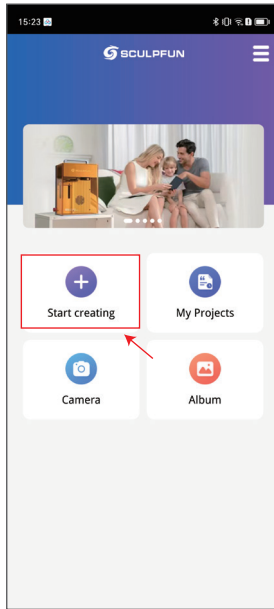 15:23
SCULPFUN
Start creating
My Projects
Camera
Album